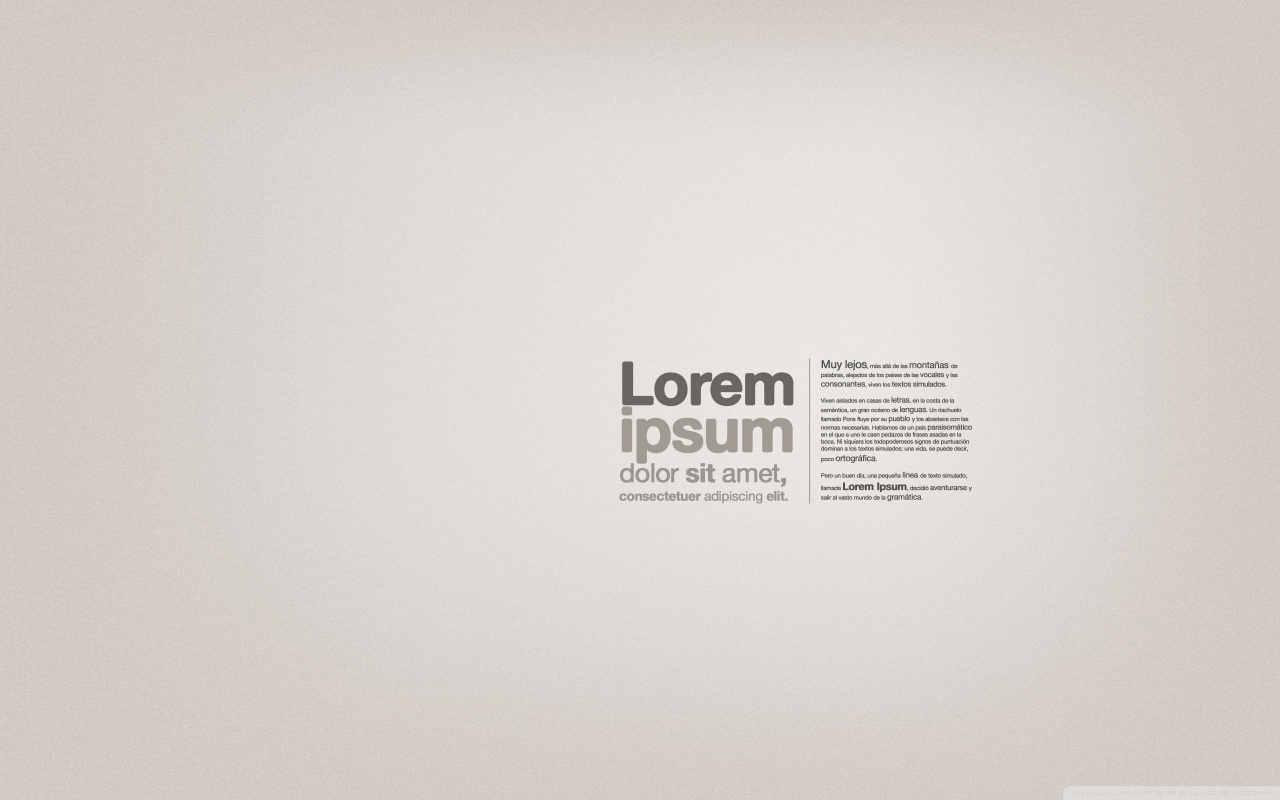 Lorem
ipsum
dolor sit amet,
consectetuer adipiscing elit.
Muy lejos, más allá de las montañas de
palabras, alejados de los países de las vocales y las
consonantes, viven los textos simulados.
Viven aislados en casas de letras, en la costa de la
semántica, un gran océano de lenguas. Un riachuelo
llamado Pons fluye por su pueblo y los abastece con las
normas necesarias. Hablamos de un país paraisomático
en el que a uno le caen pedazos de frases asadas en la
boca. Ni siquiera los todopoderosos signos de puntuación
dominan a los textos simulados; una vida, se puede decir,
poco ortográfica.
Pero un buen día, una pequeña línea de texto simulado,
llamada Lorem Ipsum, decidió aventurarse y
salir al vasto mundo de la gramática.
WALLPAPERSWIDE.COM